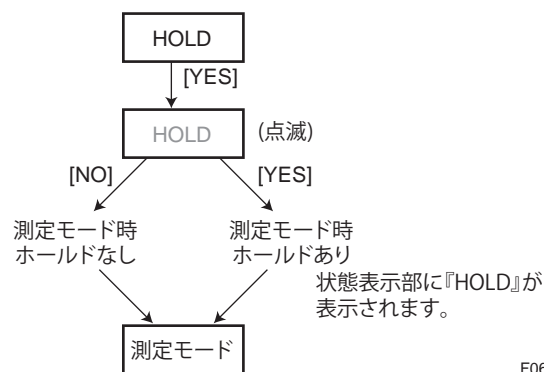 HOLD
[YES]
HOLD
(点滅)
[NO]
[YES]
測定モード時
ホールドなし
測定モード時
ホールドあり
状態表示部に『HOLD』が
表示されます。
測定モード